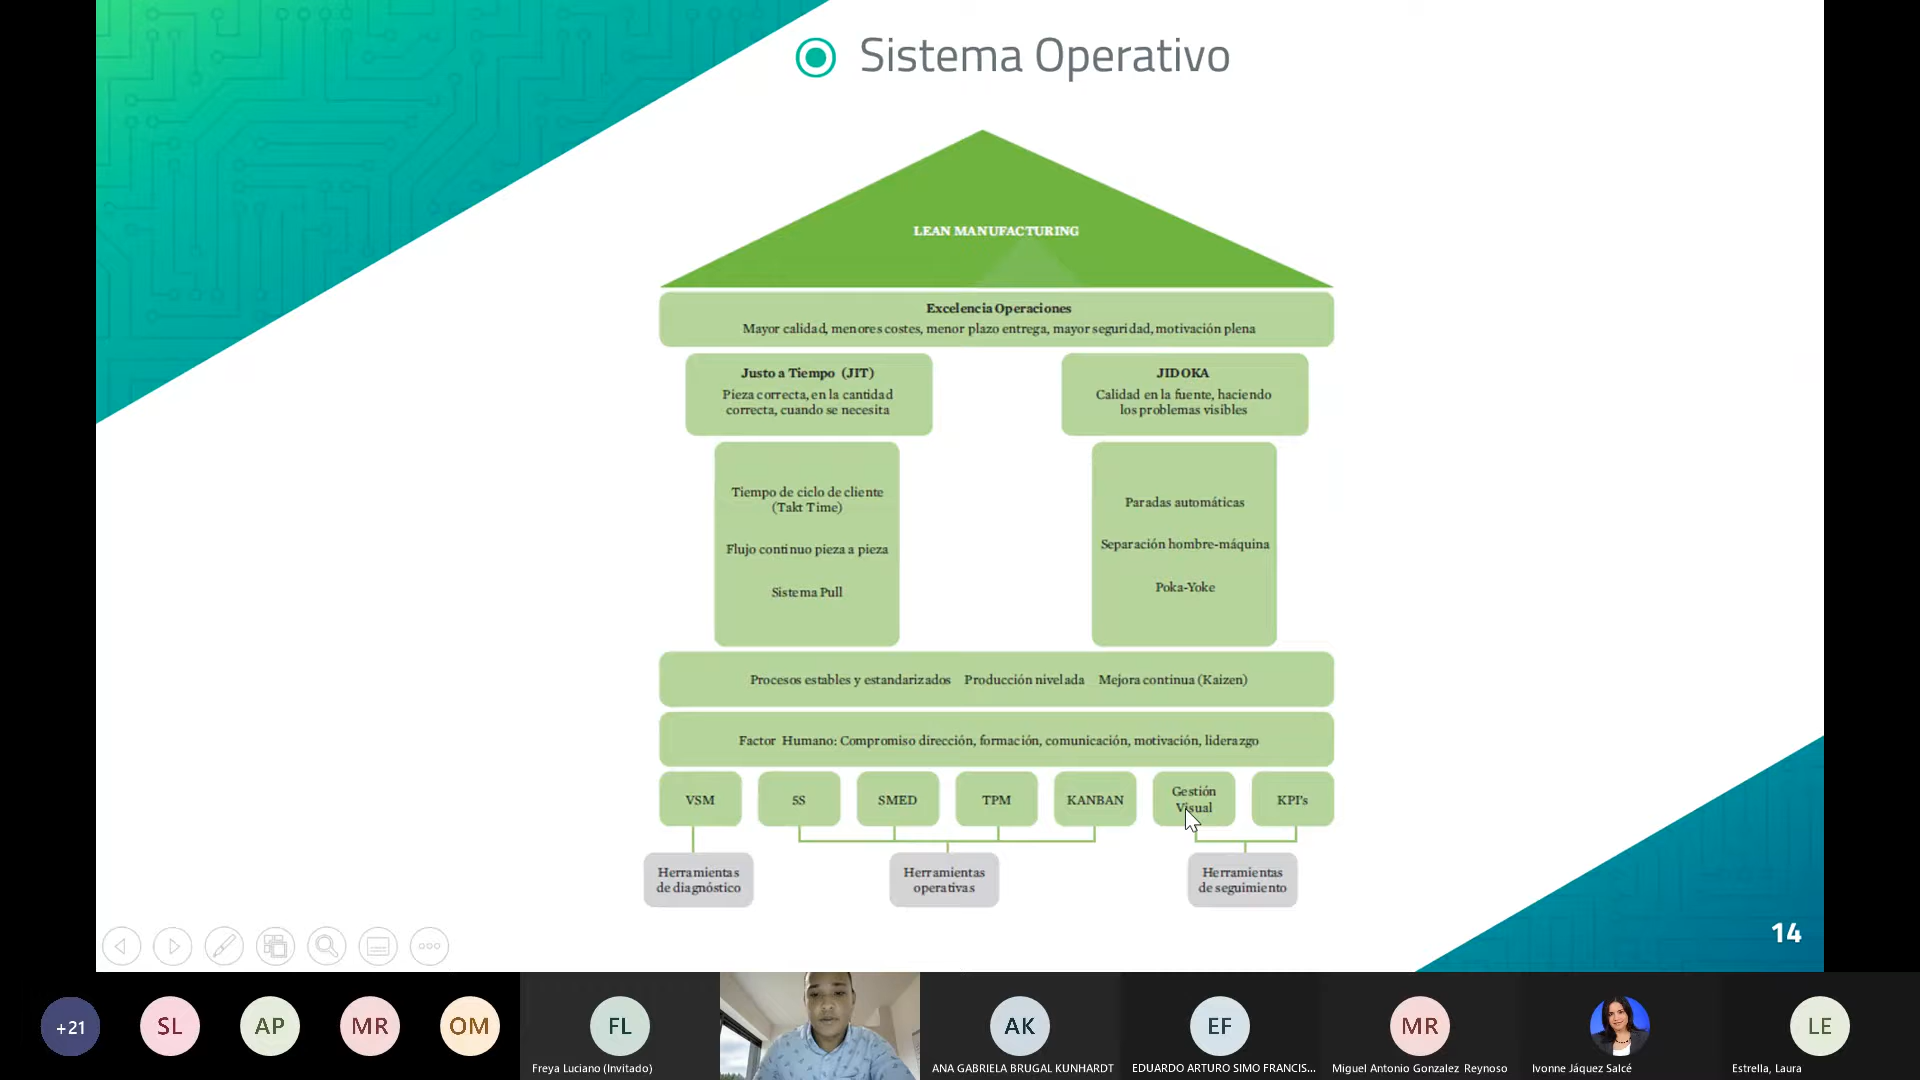 Sistema Operativo
LEAN MANUFACTURING
Excelencia Operaciones
Mayor calidad, menores costes, menor plazo entrega, mayor seguridad, motivación plena
Justo a Tiempo (JIT)
Pieza correcta, en la cantidad
correcta, cuando se necesita
JIDOKA
Calidad en la fuente, haciendo
los problemas visibles
Tiempo de ciclo de cliente
(Takt Time)
Flujo continuo pieza a pieza
Sistema Pull
Paradas automáticas
Separación hombre-máquina
Poka-Yoke
Procesos estables y estandarizados Producción nivelada Mejora continua (Kaizen)
Factor Humano: Compromiso dirección, formación, comunicación, motivación, liderazgo
VSM
5S
SMED
TPM
KANBAN
Gestión
Visual
KPI's
Herramientas
de diagnóstico
Herramientas
operativas
Herramientas
de seguimiento
14
+21
SL
AP
MR
OM
FL
Freya Luciano (Invitado)
AK
ANA GABRIELA BRUGAL KUNHARDT
EF
EDUARDO ARTURO SIMO FRANCIS...
MR
Miguel Antonio Gonzalez Reynoso
Ivonne Jáquez Salcé
LE
Estrella, Laura